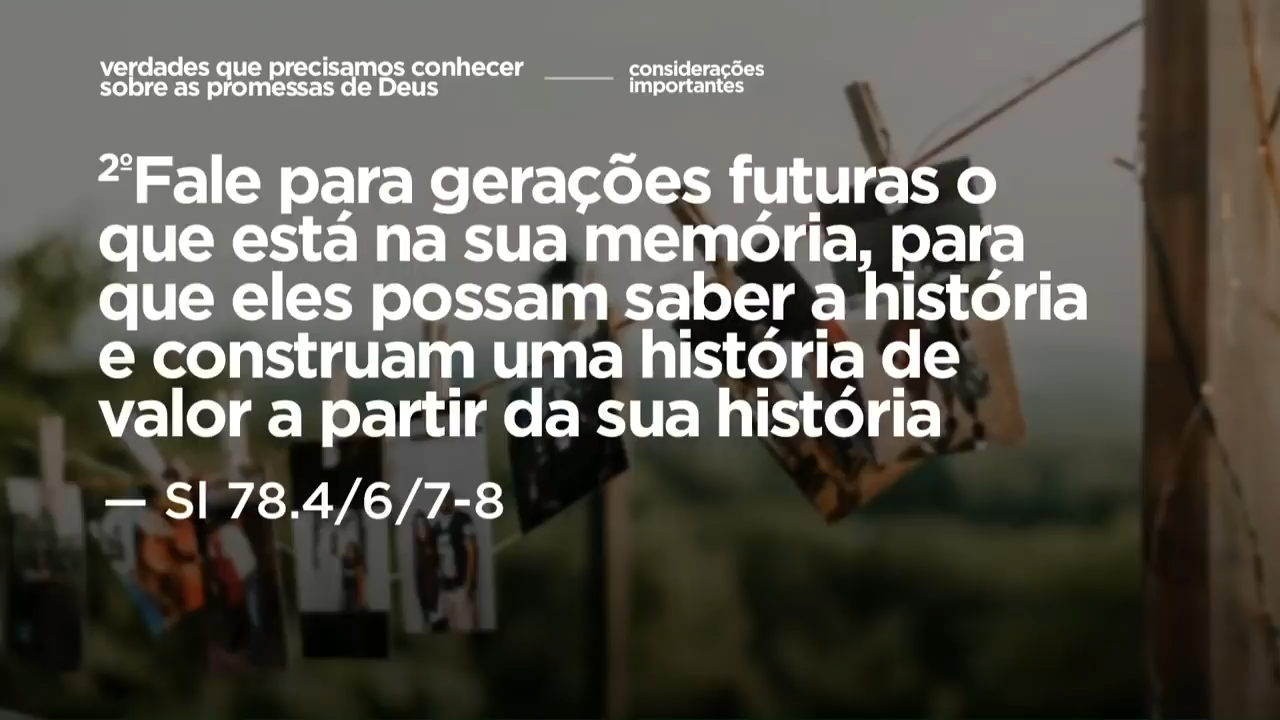 verdades que precisamos conhecer
sobre as promessas de Deus
considerações
importantes
2ºFale para gerações futuras o
que está na sua memória, para
que eles possam saber a história
e construam uma história de
valor a partir da sua história
— Sl 78.4/6/7-8